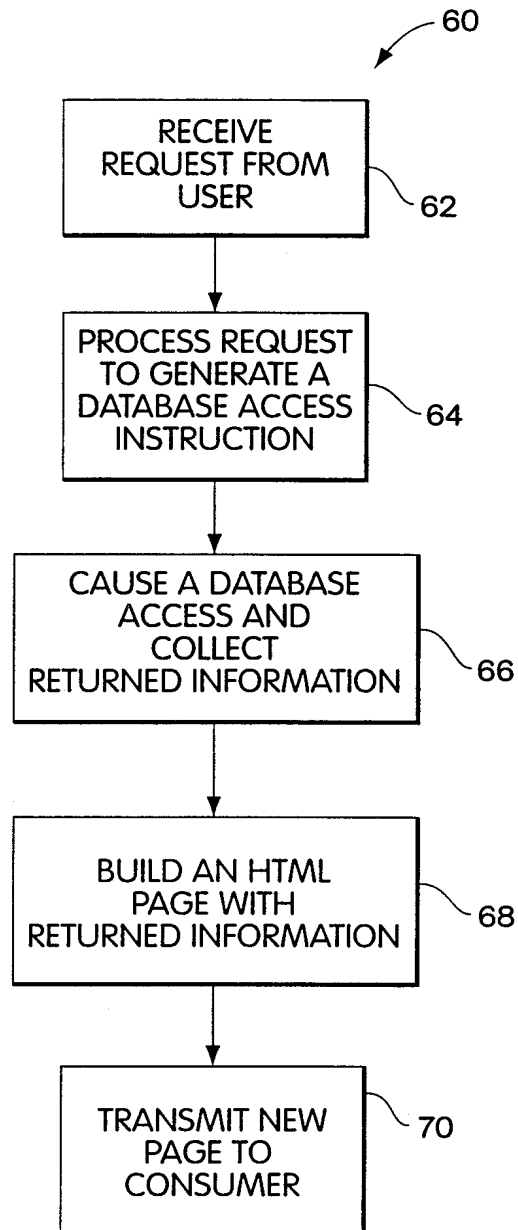 60
RECEIVE
REQUEST FROM
USER
62
PROCESS REQUEST
TO GENERATE A
DATABASE ACCESS
INSTRUCTION
64
CAUSE A DATABASE
ACCESS AND
COLLECT
RETURNED INFORMATION
66
BUILD AN HTML
PAGE WITH
RETURNED INFORMATION
68
TRANSMIT NEW
PAGE TO
CONSUMER
70